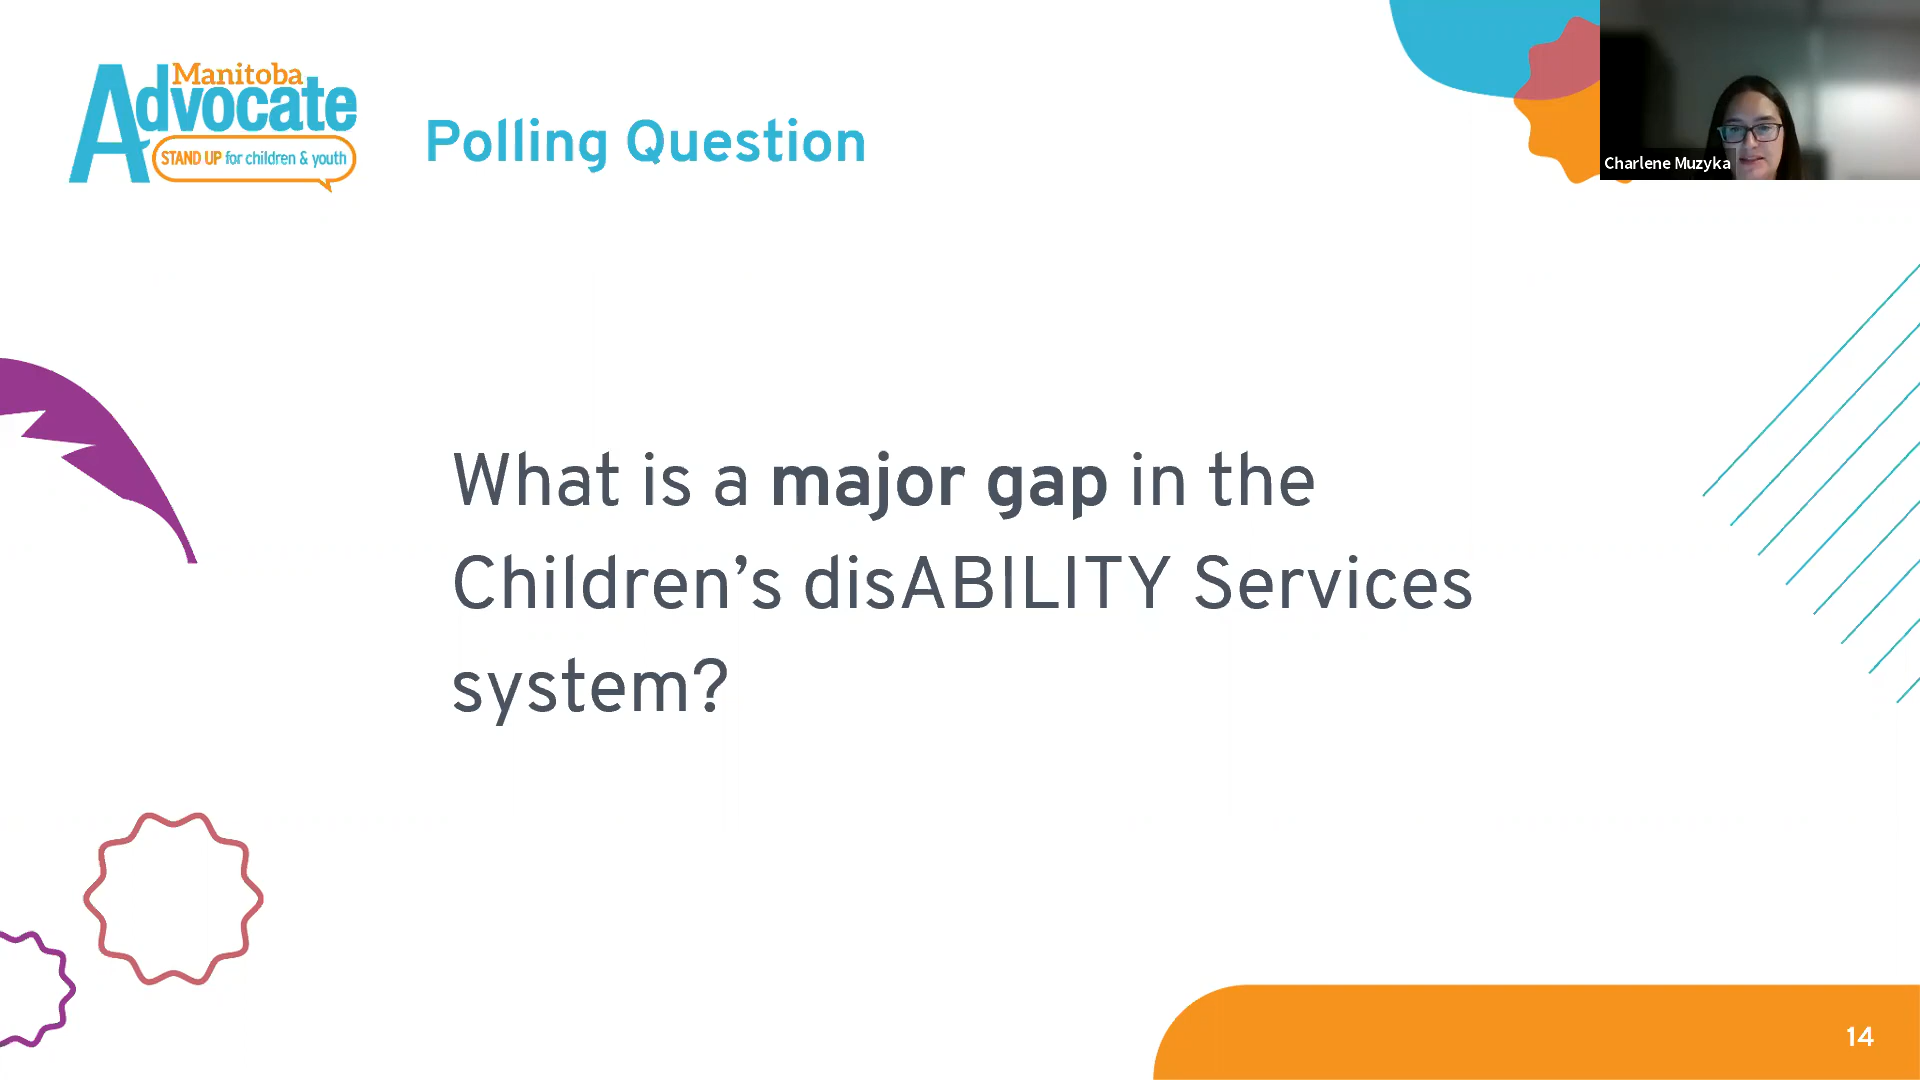 Manitoba
Advocate
STAND UP for children & youth
Polling Question
Charlene Muzyka
What is a major gap in the
Children’s disABILITY Services
system?
14